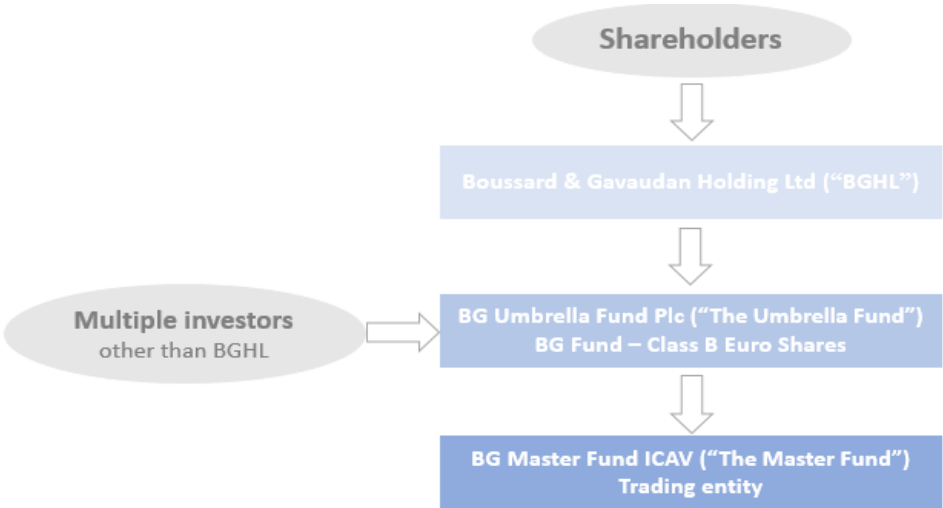 Shareholders
Boussard & Gavaudan Holding Ltd (“BGHL”)
Multiple investors
other than BGHL
BG Umbrella Fund Plc (“The Umbrella Fund”)
BG Fund – Class B Euro Shares
BG Master Fund ICAV (“The Master Fund”)
Trading entity